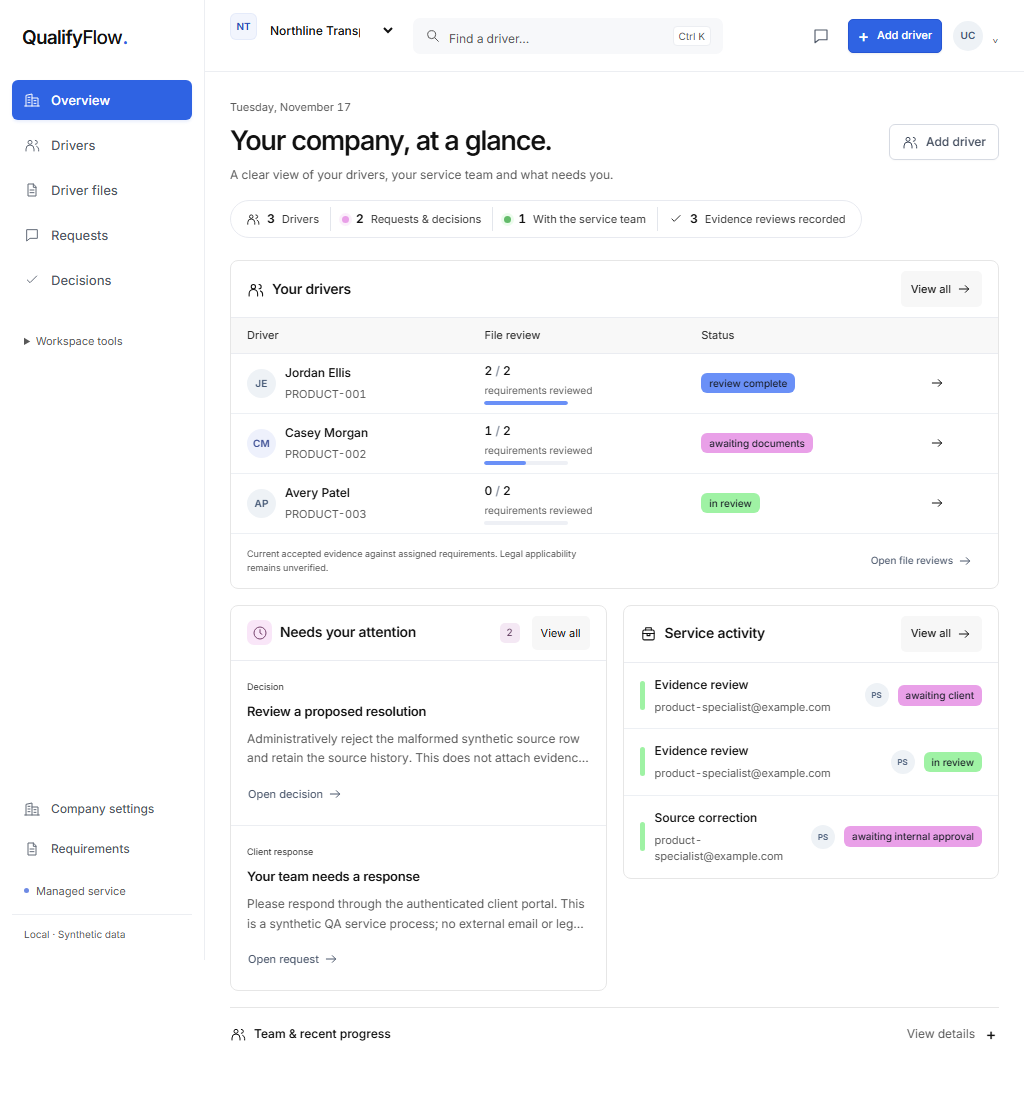 QualifyFlow.
NT
Northline Trans
Find a driver...
Ctrl K
+ Add driver
UC
Overview
Drivers
Driver files
Requests
Decisions
Workspace tools
Company settings
Requirements
Managed service
Local · Synthetic data
Tuesday, November 17
Your company, at a glance.
A clear view of your drivers, your service team and what needs you.
Add driver
3 Drivers
2 Requests & decisions
1 With the service team
3 Evidence reviews recorded
Your drivers
View all →
Driver File review Status
JE Jordan Ellis
PRODUCT-001
2 / 2
requirements reviewed
review complete
CM Casey Morgan
PRODUCT-002
1 / 2
requirements reviewed
awaiting documents
AP Avery Patel
PRODUCT-003
0 / 2
requirements reviewed
in review
Current accepted evidence against assigned requirements. Legal applicability
remains unverified.
Open file reviews →
Needs your attention
2
View all
Decision
Review a proposed resolution
Administratively reject the malformed synthetic source row
and retain the source history. This does not attach evidenc...
Open decision →
Client response
Your team needs a response
Please respond through the authenticated client portal. This
is a synthetic QA service process; no external email or leg...
Open request →
Service activity
View all →
Evidence review
product-specialist@example.com
PS
awaiting client
Evidence review
product-specialist@example.com
PS
in review
Source correction
product-
specialist@example.com
PS
awaiting internal approval
Team & recent progress
View details +